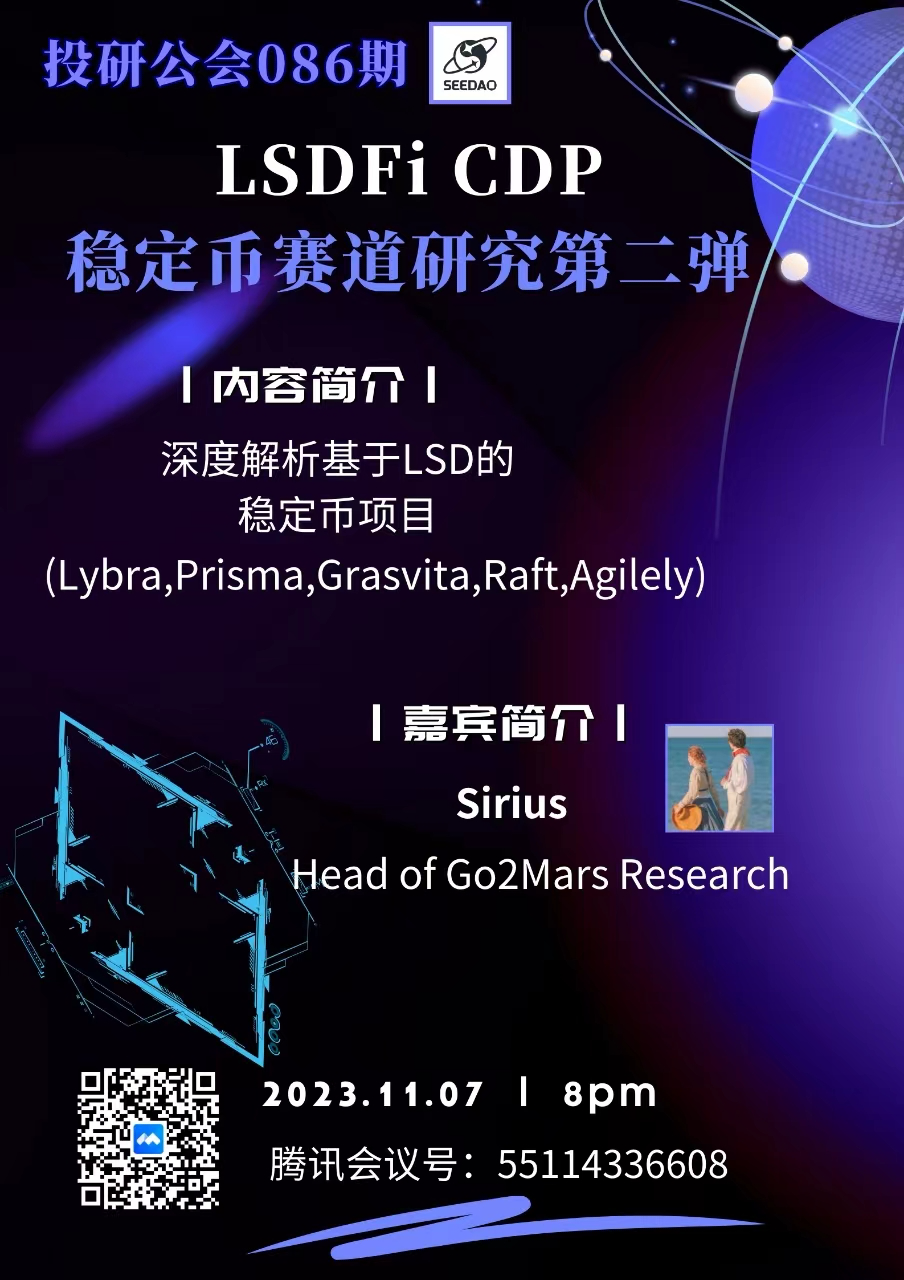 投研公会086期
SEEDAO
LSDFi CDP
稳定币赛道研究第二弹
| 内容简介 |
深度解析基于LSD的
稳定币项目
(Lybra,Prisma,Grasvita,Raft,Agilely)
| 嘉宾简介 |
Sirius
Head of Go2Mars Research
2023.11.07 | 8pm
腾讯会议号：55114336608